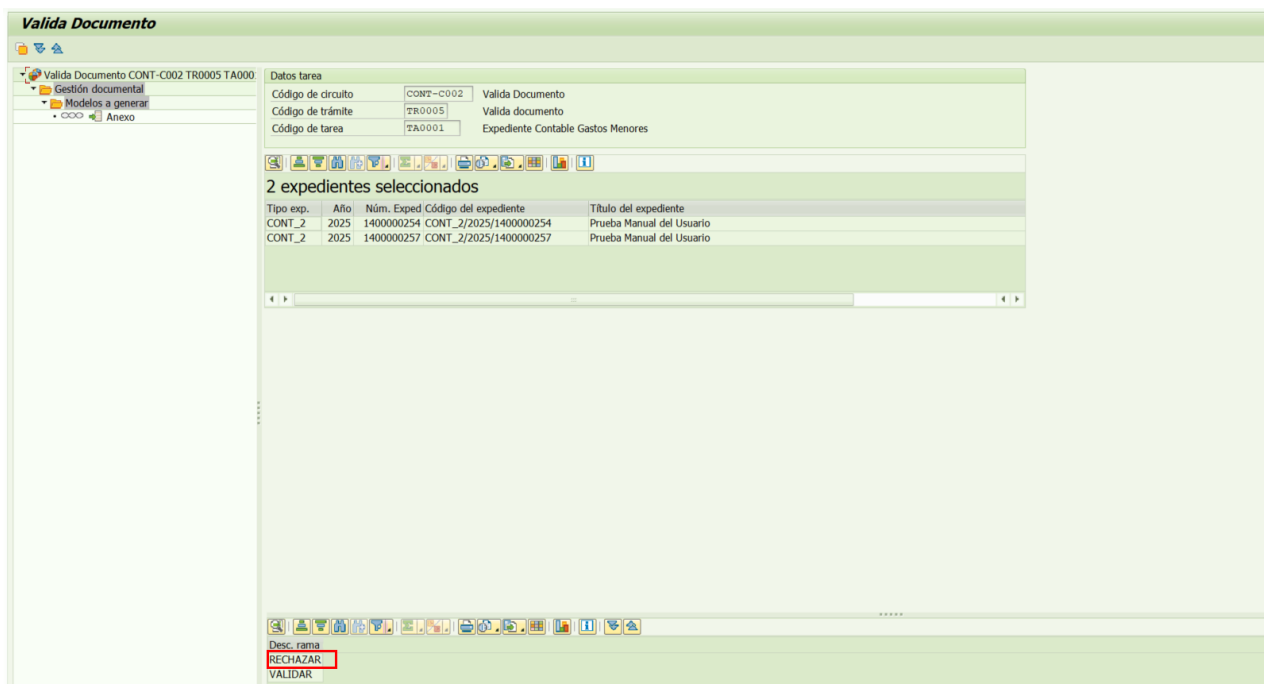 Valida Documento
Valida Documento CONT-C002 TR0005 TA000
Gestión documental
Modelos a generar
Anexo
Datos tarea
Código de circuito CONT-C002 Valida Documento
Código de trámite TR0005 Valida documento
Código de tarea TA0001 Expediente Contable Gastos Menores
2 expedientes seleccionados
Tipo exp. Año Núm. Exped Código del expediente Título del expediente
CONT_2 2025 1400000254 CONT_2/2025/1400000254 Prueba Manual del Usuario
CONT_2 2025 1400000257 CONT_2/2025/1400000257 Prueba Manual del Usuario
Desc. rama
RECHAZAR
VALIDAR